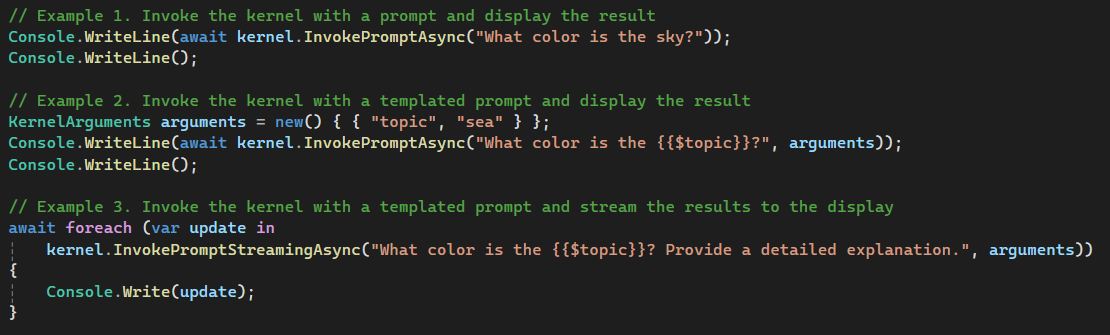 // Example 1. Invoke the kernel with a prompt and display the result
Console.WriteLine(await kernel.InvokePromptAsync("What color is the sky?"));
Console.WriteLine();

// Example 2. Invoke the kernel with a templated prompt and display the result
KernelArguments arguments = new() { { "topic", "sea" } };
Console.WriteLine(await kernel.InvokePromptAsync("What color is the {{$topic}}?", arguments));
Console.WriteLine();

// Example 3. Invoke the kernel with a templated prompt and stream the results to the display
await foreach (var update in
    kernel.InvokePromptStreamingAsync("What color is the {{$topic}}? Provide a detailed explanation.", arguments))
{
    Console.Write(update);
}